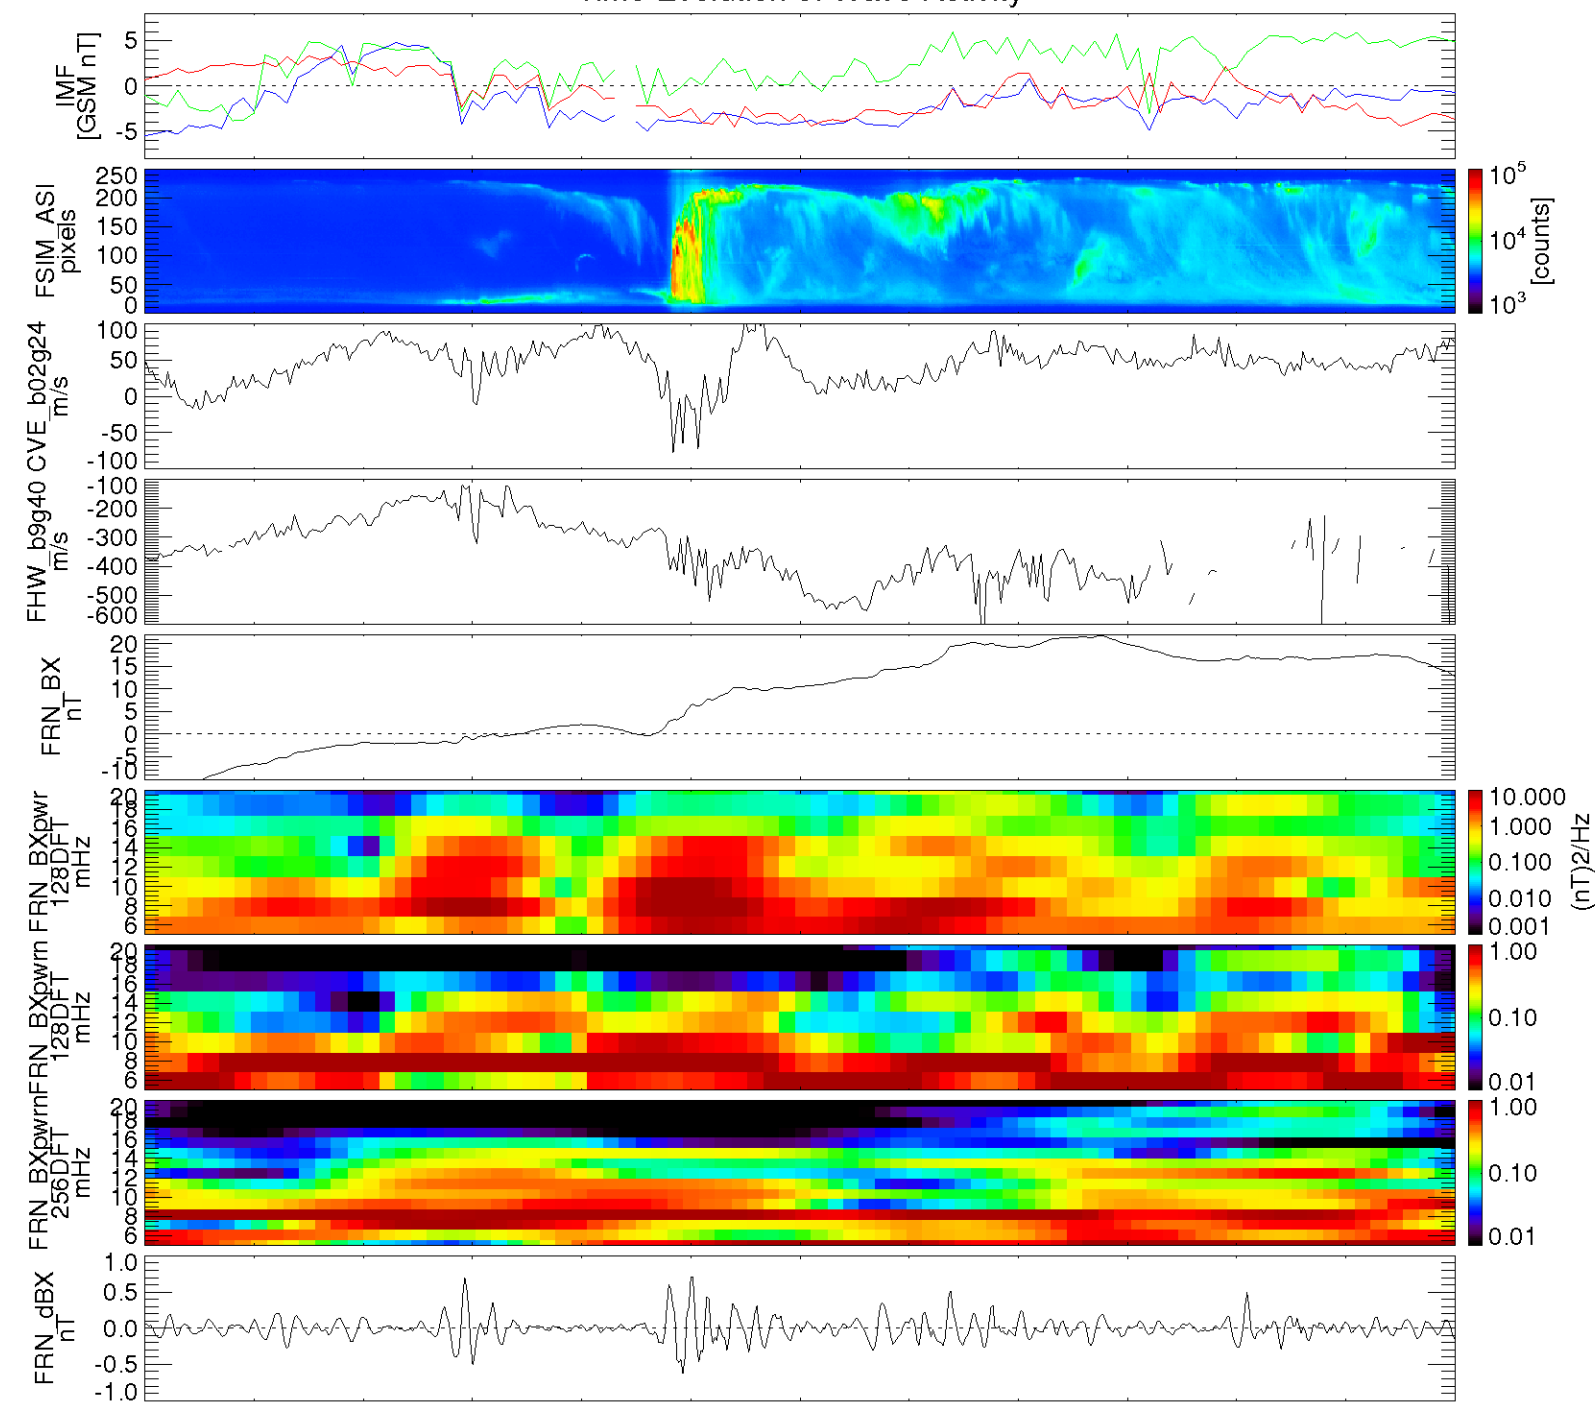 Time Evolution of Wave Activity
IMF
[GSM nT]
5
0
-5
FSIM_ASI
pixels
250
200
150
100
50
0
10^5
10^4
10^3
[counts]
CVE_b02g24
m/s
100
50
0
-50
-100
FHW_b9g40
m/s
-100
-200
-300
-400
-500
-600
FRN_BX
nT
20
15
10
5
0
-5
-10
FRN_BXpwr
128DFT
mHz
20
18
16
14
12
10
8
6
10.000
1.000
0.100
0.010
0.001
(nT)2/Hz
FRN_BXpwrn
128DFT
mHz
20
18
16
14
12
10
8
6
1.00
0.10
0.01
FRN_BXpwrn
256DFT
mHz
20
18
16
14
12
10
8
6
1.00
0.10
0.01
FRN_dBX
nT
1.0
0.5
0.0
-0.5
-1.0